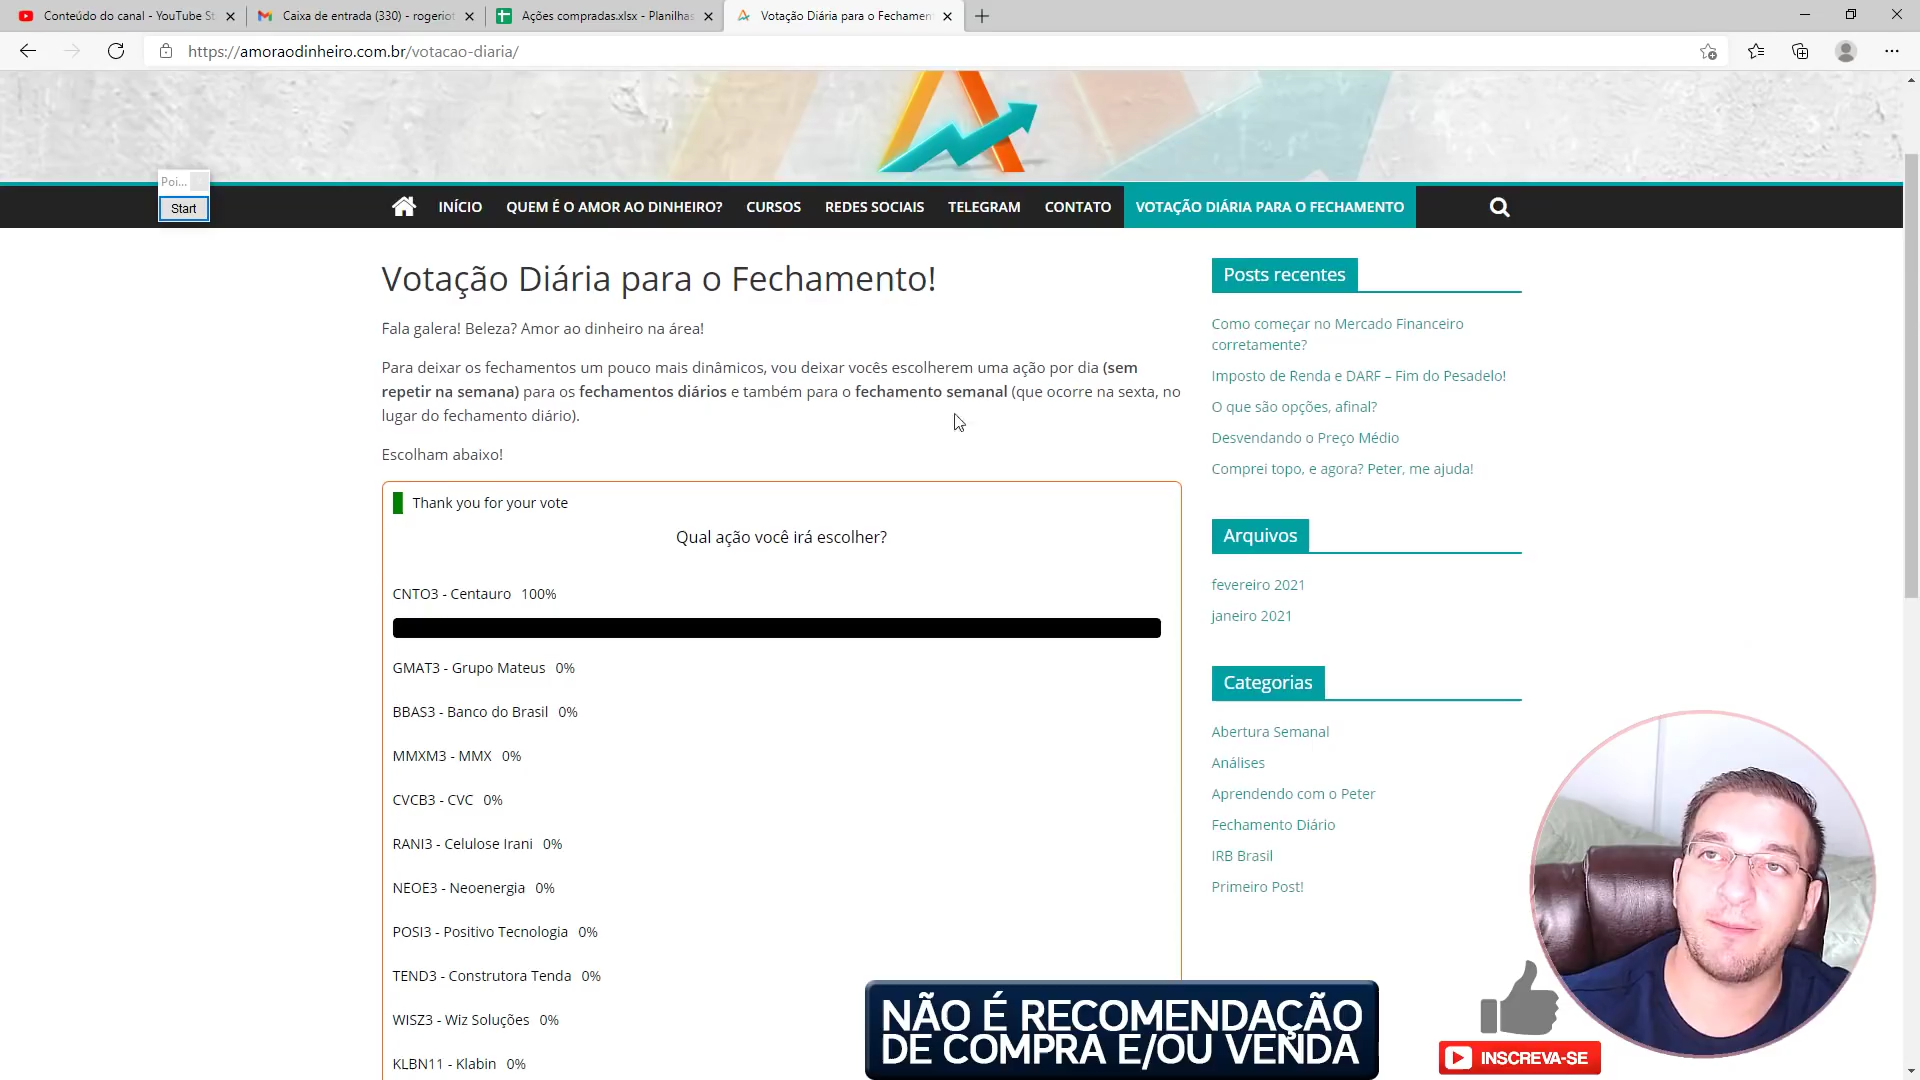 Conteúdo do canal - YouTube St
Caixa de entrada (330) - rogeriot
Ações compradas.xlsx - Planilhas
Votação Diária para o Fechamen
https://amoraodinheiro.com.br/votacao-diaria/
Poi...
Start
INÍCIO
QUEM É O AMOR AO DINHEIRO?
CURSOS
REDES SOCIAIS
TELEGRAM
CONTATO
VOTAÇÃO DIÁRIA PARA O FECHAMENTO
Votação Diária para o Fechamento!
Fala galera! Beleza? Amor ao dinheiro na área!
Para deixar os fechamentos um pouco mais dinâmicos, vou deixar vocês escolherem uma ação por dia (sem
repetir na semana) para os fechamentos diários e também para o fechamento semanal (que ocorre na sexta, no
lugar do fechamento diário).
Escolham abaixo!
Thank you for your vote
Qual ação você irá escolher?
CNTO3 - Centauro 100%
GMAT3 - Grupo Mateus 0%
BBAS3 - Banco do Brasil 0%
MMXM3 - MMX 0%
CVCB3 - CVC 0%
RANI3 - Celulose Irani 0%
NEOE3 - Neoenergia 0%
POSI3 - Positivo Tecnologia 0%
TEND3 - Construtora Tenda 0%
WISZ3 - Wiz Soluções 0%
KLBN11 - Klabin 0%
Posts recentes
Como começar no Mercado Financeiro
corretamente?
Imposto de Renda e DARF – Fim do Pesadelo!
O que são opções, afinal?
Desvendando o Preço Médio
Comprei topo, e agora? Peter, me ajuda!
Arquivos
fevereiro 2021
janeiro 2021
Categorias
Abertura Semanal
Análises
Aprendendo com o Peter
Fechamento Diário
IRB Brasil
Primeiro Post!
NÃO É RECOMENDAÇÃO
DE COMPRA E/OU VENDA
INSCREVA-SE